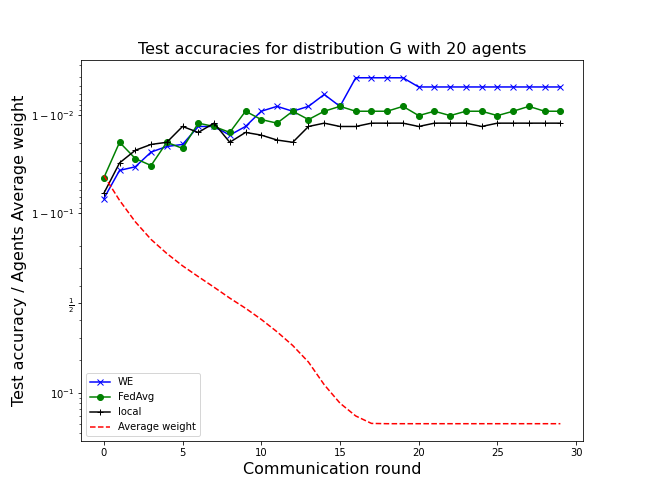 Test accuracies for distribution G with 20 agents
Test accuracy / Agents Average weight
1 − 10⁻²
1 − 10⁻¹
1/2
10⁻¹
WE
FedAvg
local
Average weight
0 5 10 15 20 25 30
Communication round